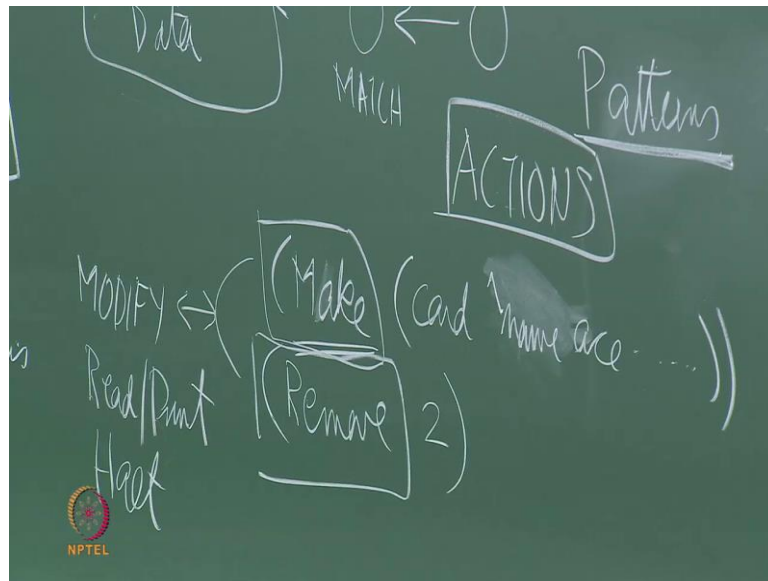 Data
MATCH
Patterns
ACTIONS
MODIFY ↔ ( (Make (card ^name ace ..... ))
Read/Print (Remove 2)
Halt
NPTEL